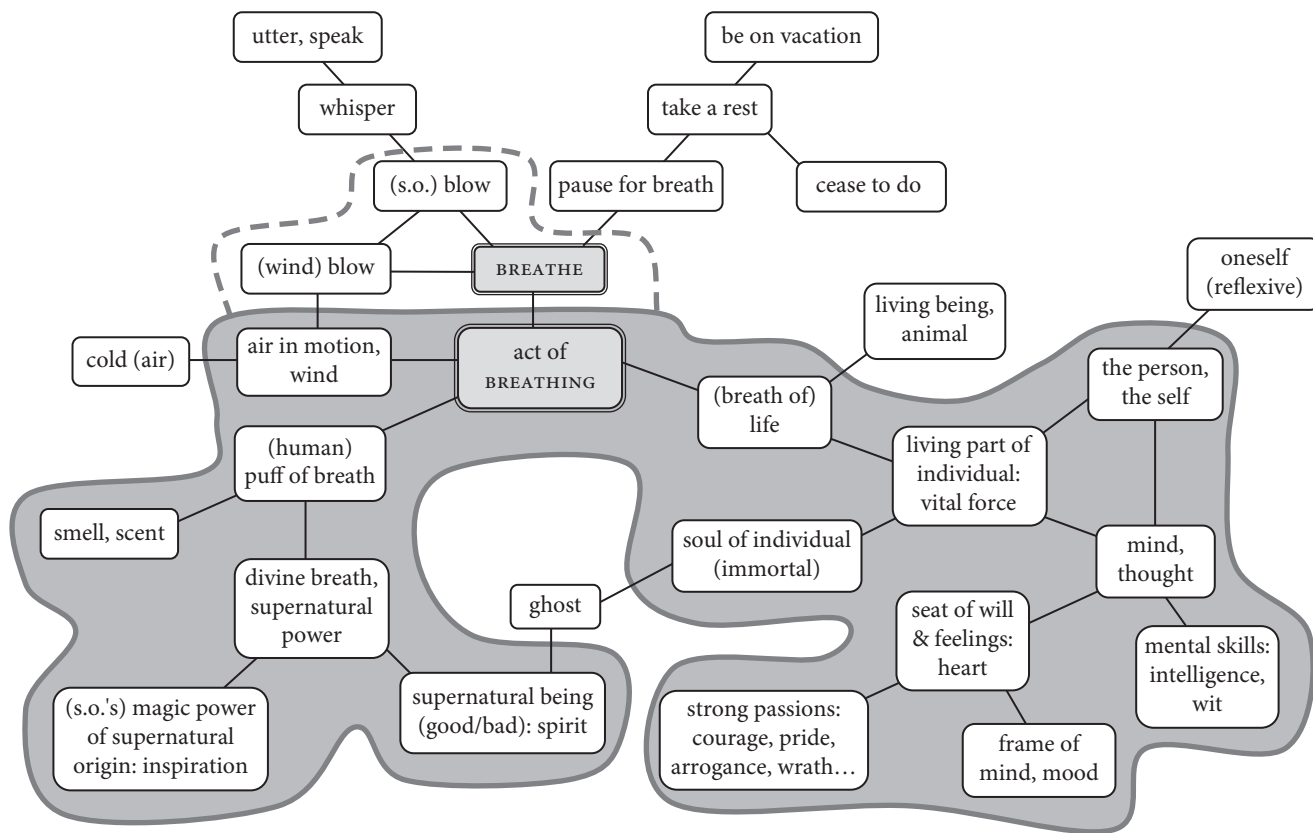 utter, speak
be on vacation
whisper
take a rest
(s.o.) blow
pause for breath
cease to do
(wind) blow
BREATHE
oneself
(reflexive)
living being,
animal
cold (air)
air in motion,
wind
act of
BREATHING
the person,
the self
(breath of)
life
(human)
puff of breath
living part of
individual:
vital force
smell, scent
soul of individual
(immortal)
mind,
thought
divine breath,
supernatural
power
ghost
seat of will
& feelings:
heart
mental skills:
intelligence,
wit
(s.o.'s) magic power
of supernatural
origin: inspiration
supernatural being
(good/bad): spirit
strong passions:
courage, pride,
arrogance, wrath…
frame of
mind, mood